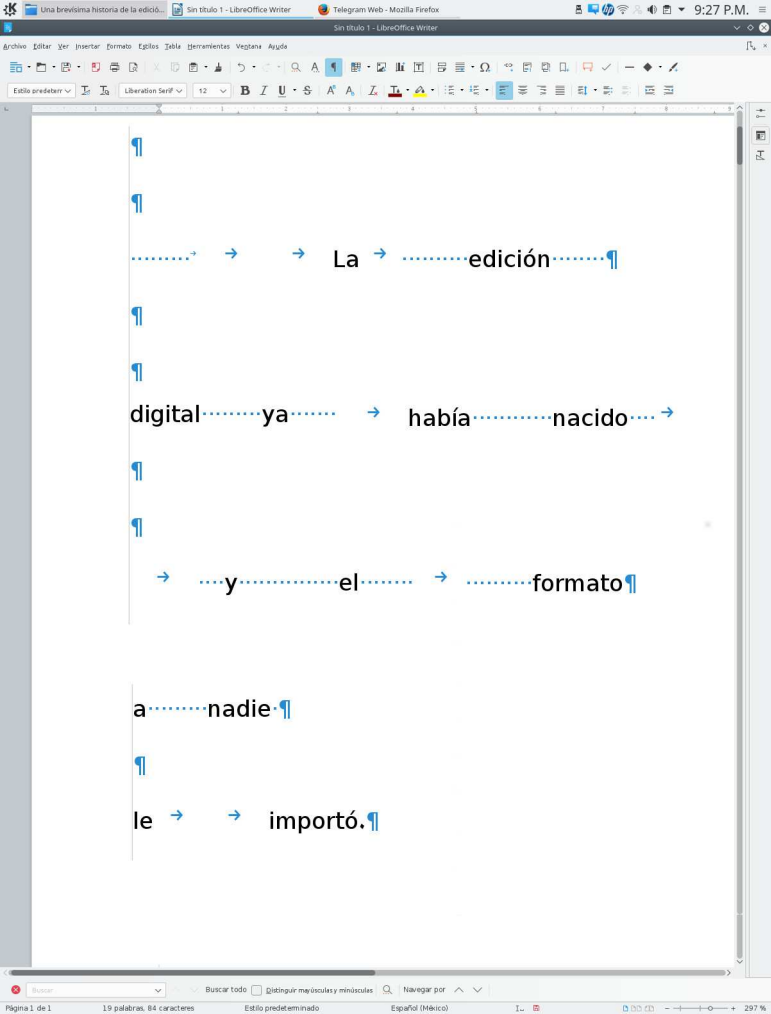 Una brevísima historia de la edició... Sin título 1 - LibreOffice Writer Telegram Web - Mozilla Firefox 9:27 P.M.
Sin título 1 - LibreOffice Writer
Archivo Editar Ver Insertar Formato Estilos Tabla Herramientas Ventana Ayuda
Estilo predeterr Liberation Serif 12
¶
¶
La edición ¶
¶
¶
digital ya había nacido
¶
¶
y el formato¶
a nadie ¶
¶
le importó.¶
Buscar Buscar todo Distinguir mayúsculas y minúsculas Navegar por
Página 1 de 1 19 palabras, 84 caracteres Estilo predeterminado Español (México) 297 %